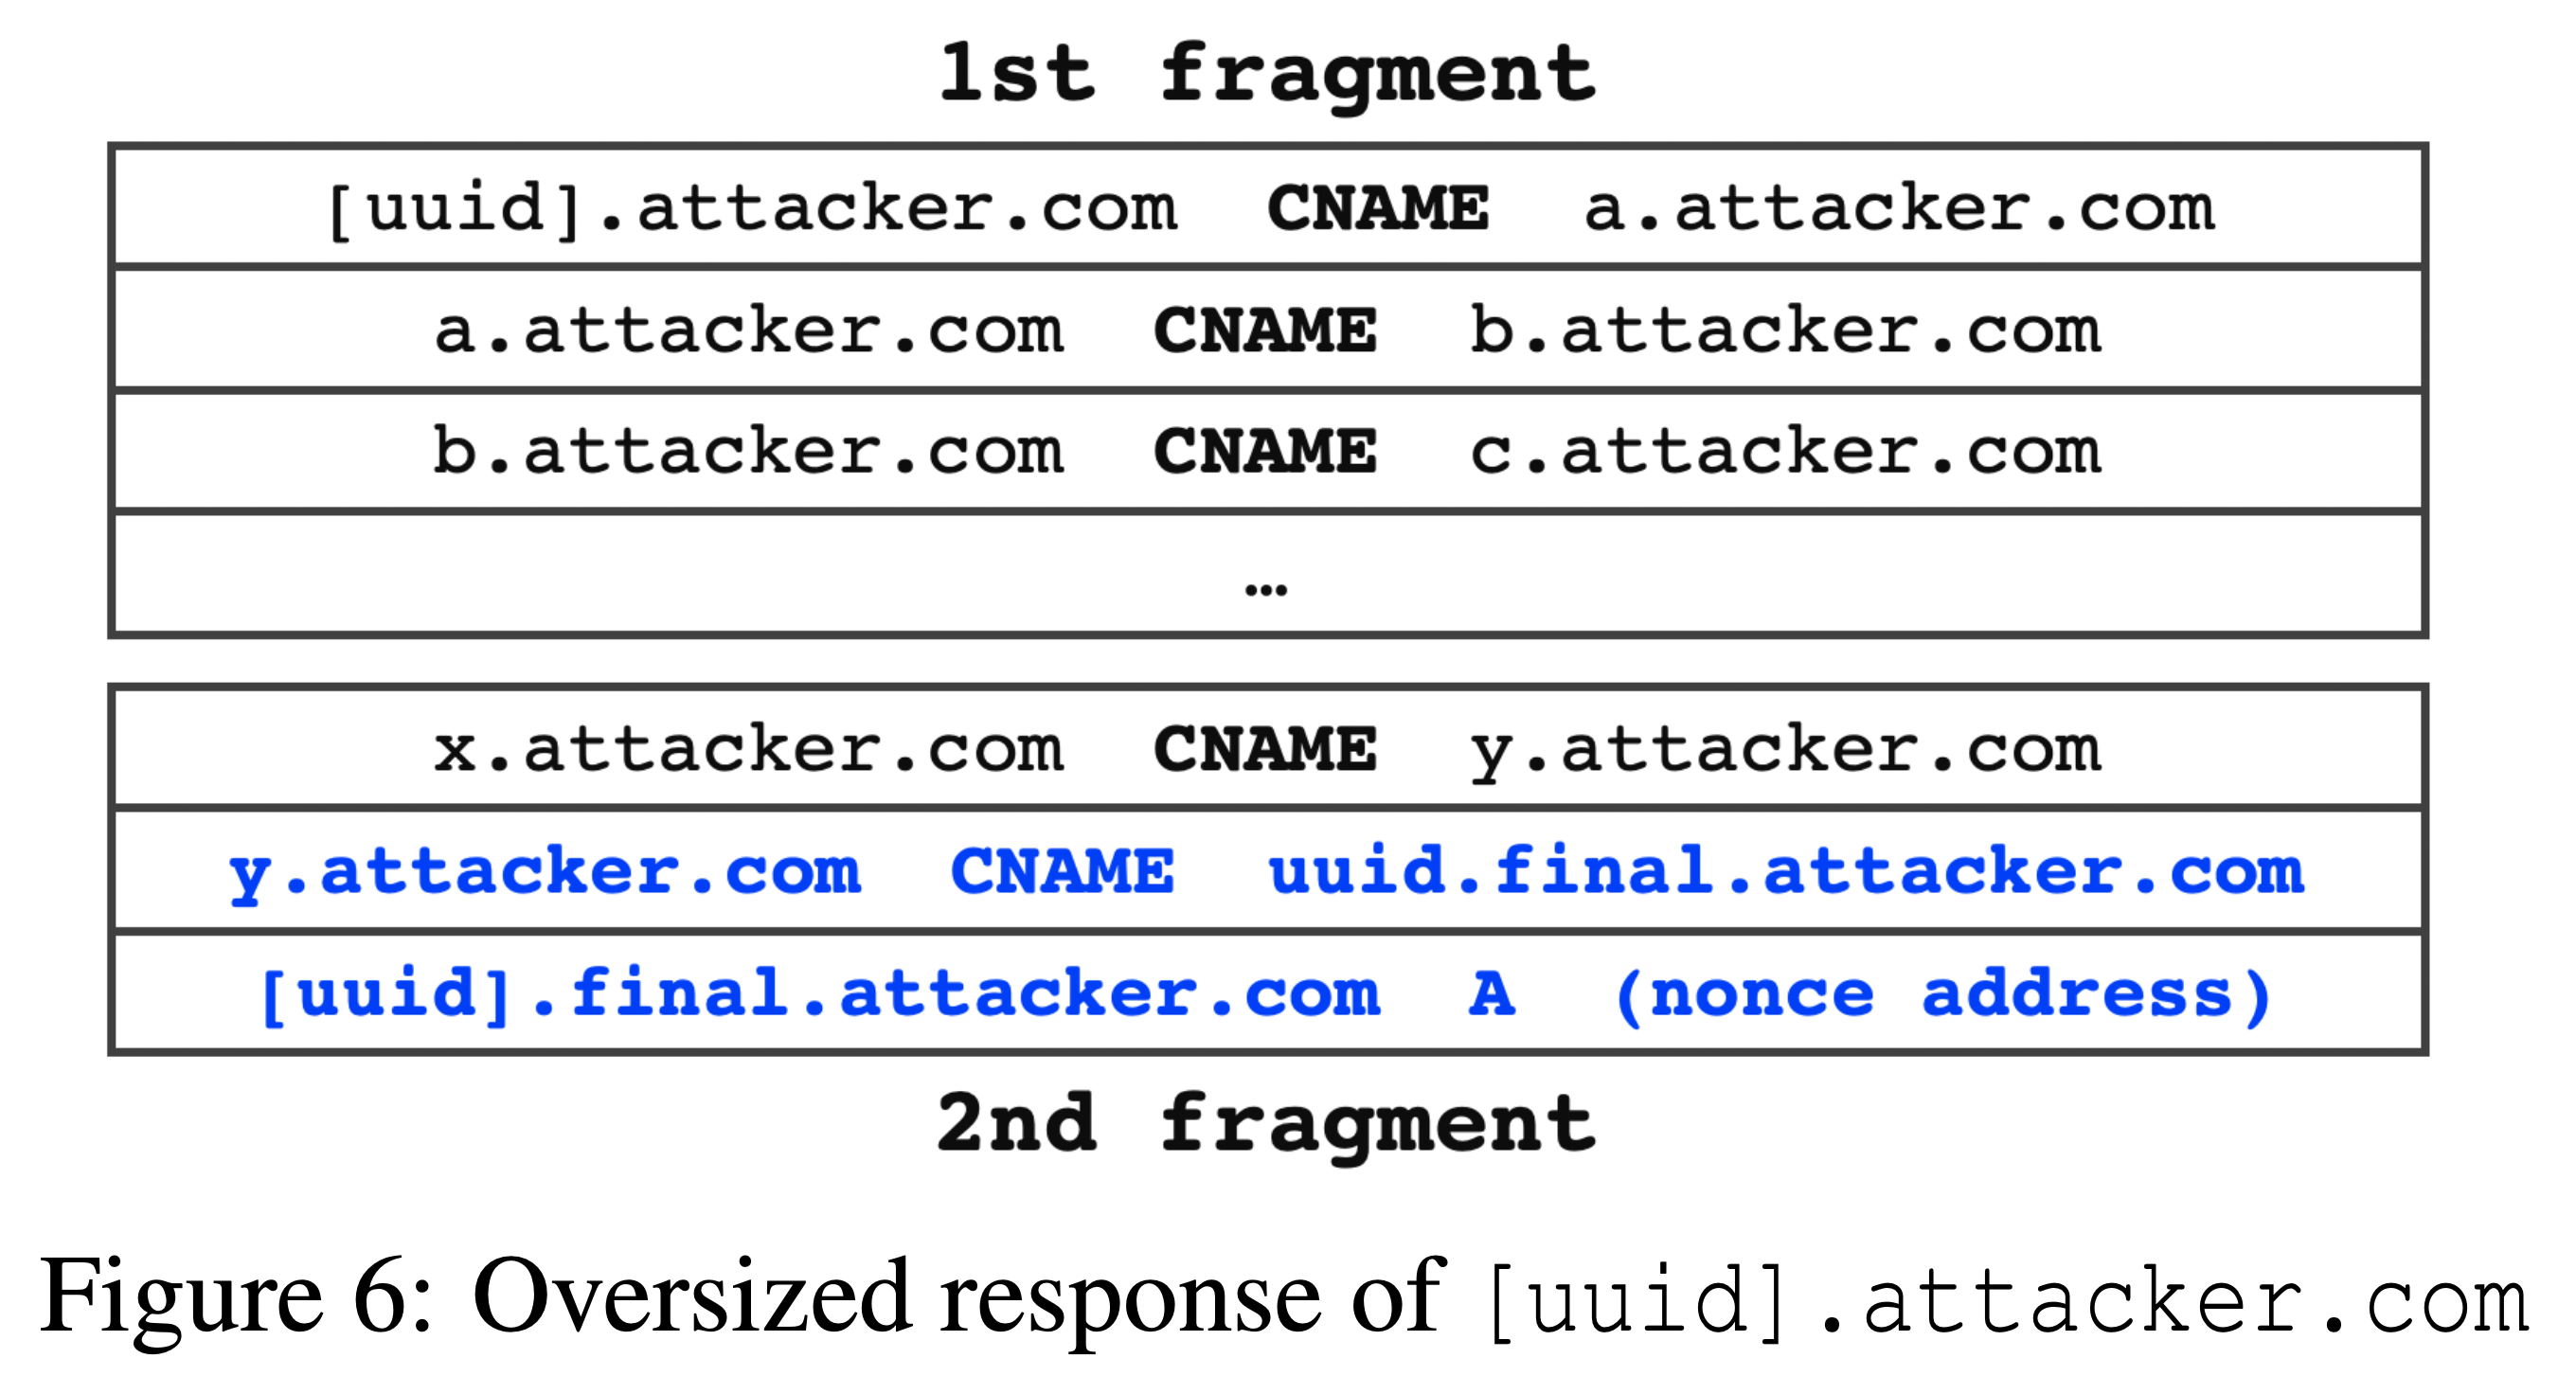 1st fragment
[uuid].attacker.com CNAME a.attacker.com
a.attacker.com CNAME b.attacker.com
b.attacker.com CNAME c.attacker.com
…
x.attacker.com CNAME y.attacker.com
y.attacker.com CNAME uuid.final.attacker.com
[uuid].final.attacker.com A (nonce address)
2nd fragment
Figure 6: Oversized response of [uuid].attacker.com